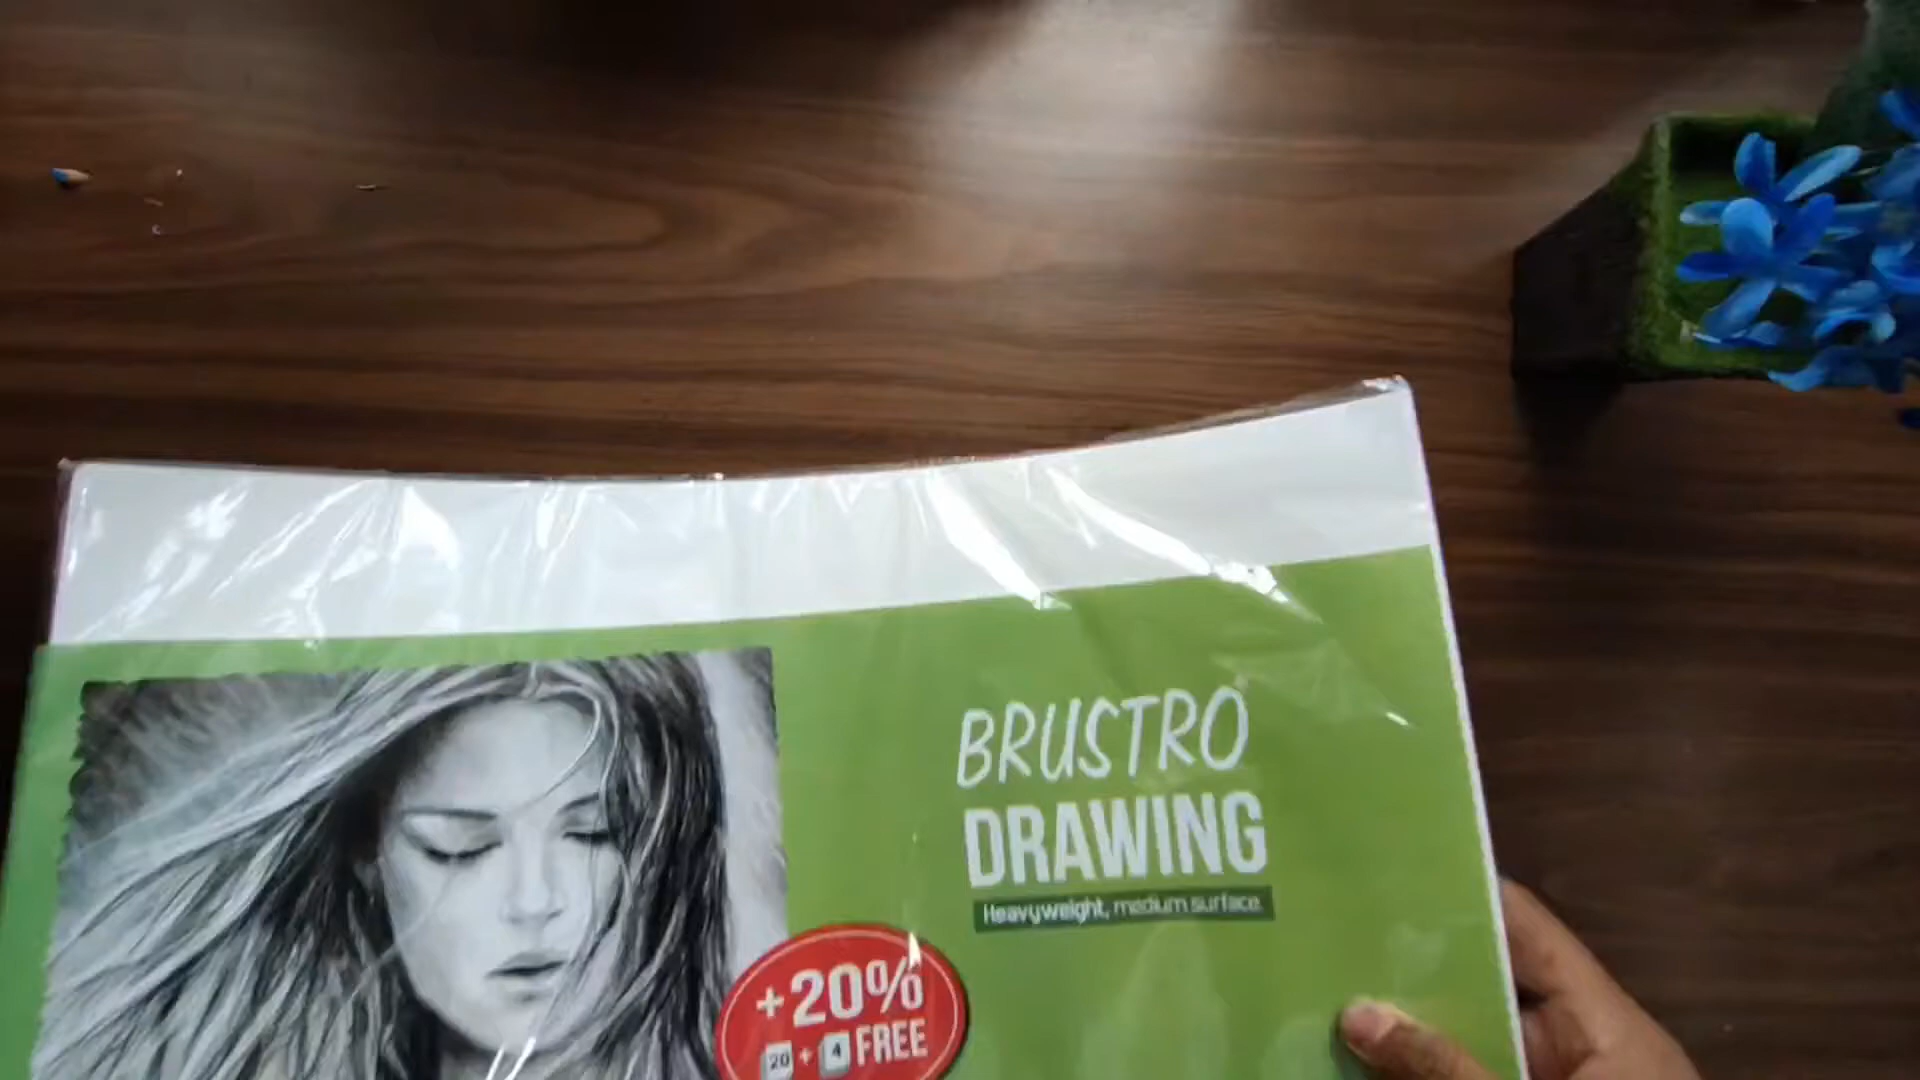 BRUSTRO
DRAWING
Heavyweight, medium surface.
+20%
20 + 4 FREE